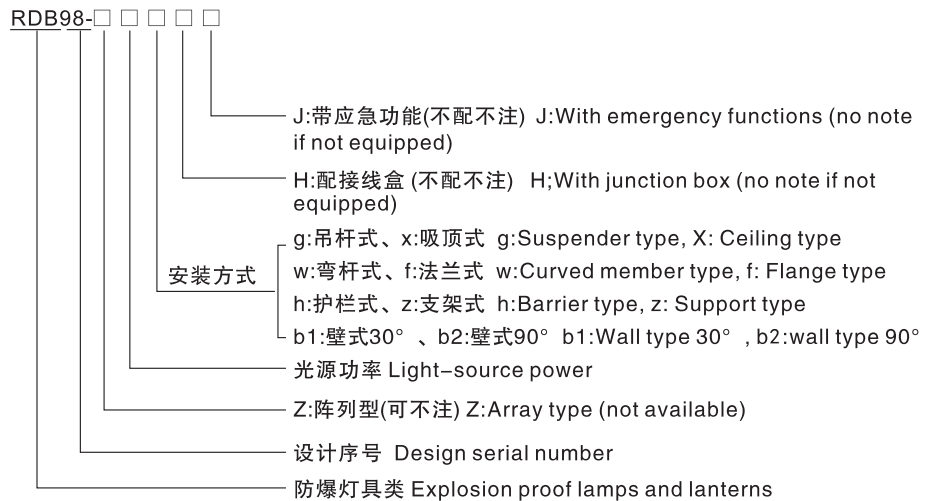 RDB98-□ □ □ □ □
J:带应急功能(不配不注) J:With emergency functions (no note
if not equipped)
H:配接线盒 (不配不注) H;With junction box (no note if not
equipped)
安装方式
g:吊杆式、x:吸顶式 g:Suspender type, X: Ceiling type
w:弯杆式、f:法兰式 w:Curved member type, f: Flange type
h:护栏式、z:支架式 h:Barrier type, z: Support type
b1:壁式30° 、b2:壁式90° b1:Wall type 30° , b2:wall type 90°
光源功率 Light-source power
Z:阵列型(可不注) Z:Array type (not available)
设计序号 Design serial number
防爆灯具类 Explosion proof lamps and lanterns